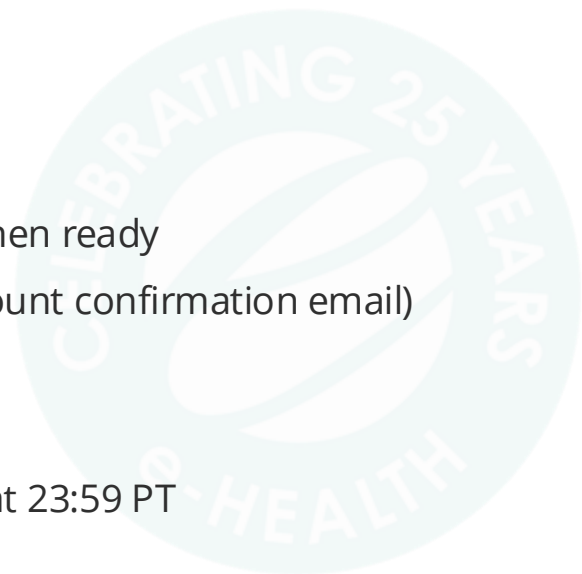 CELEBRATING 25 YEARS
hen ready
ount confirmation email)
at 23:59 PT
e-HEALTH